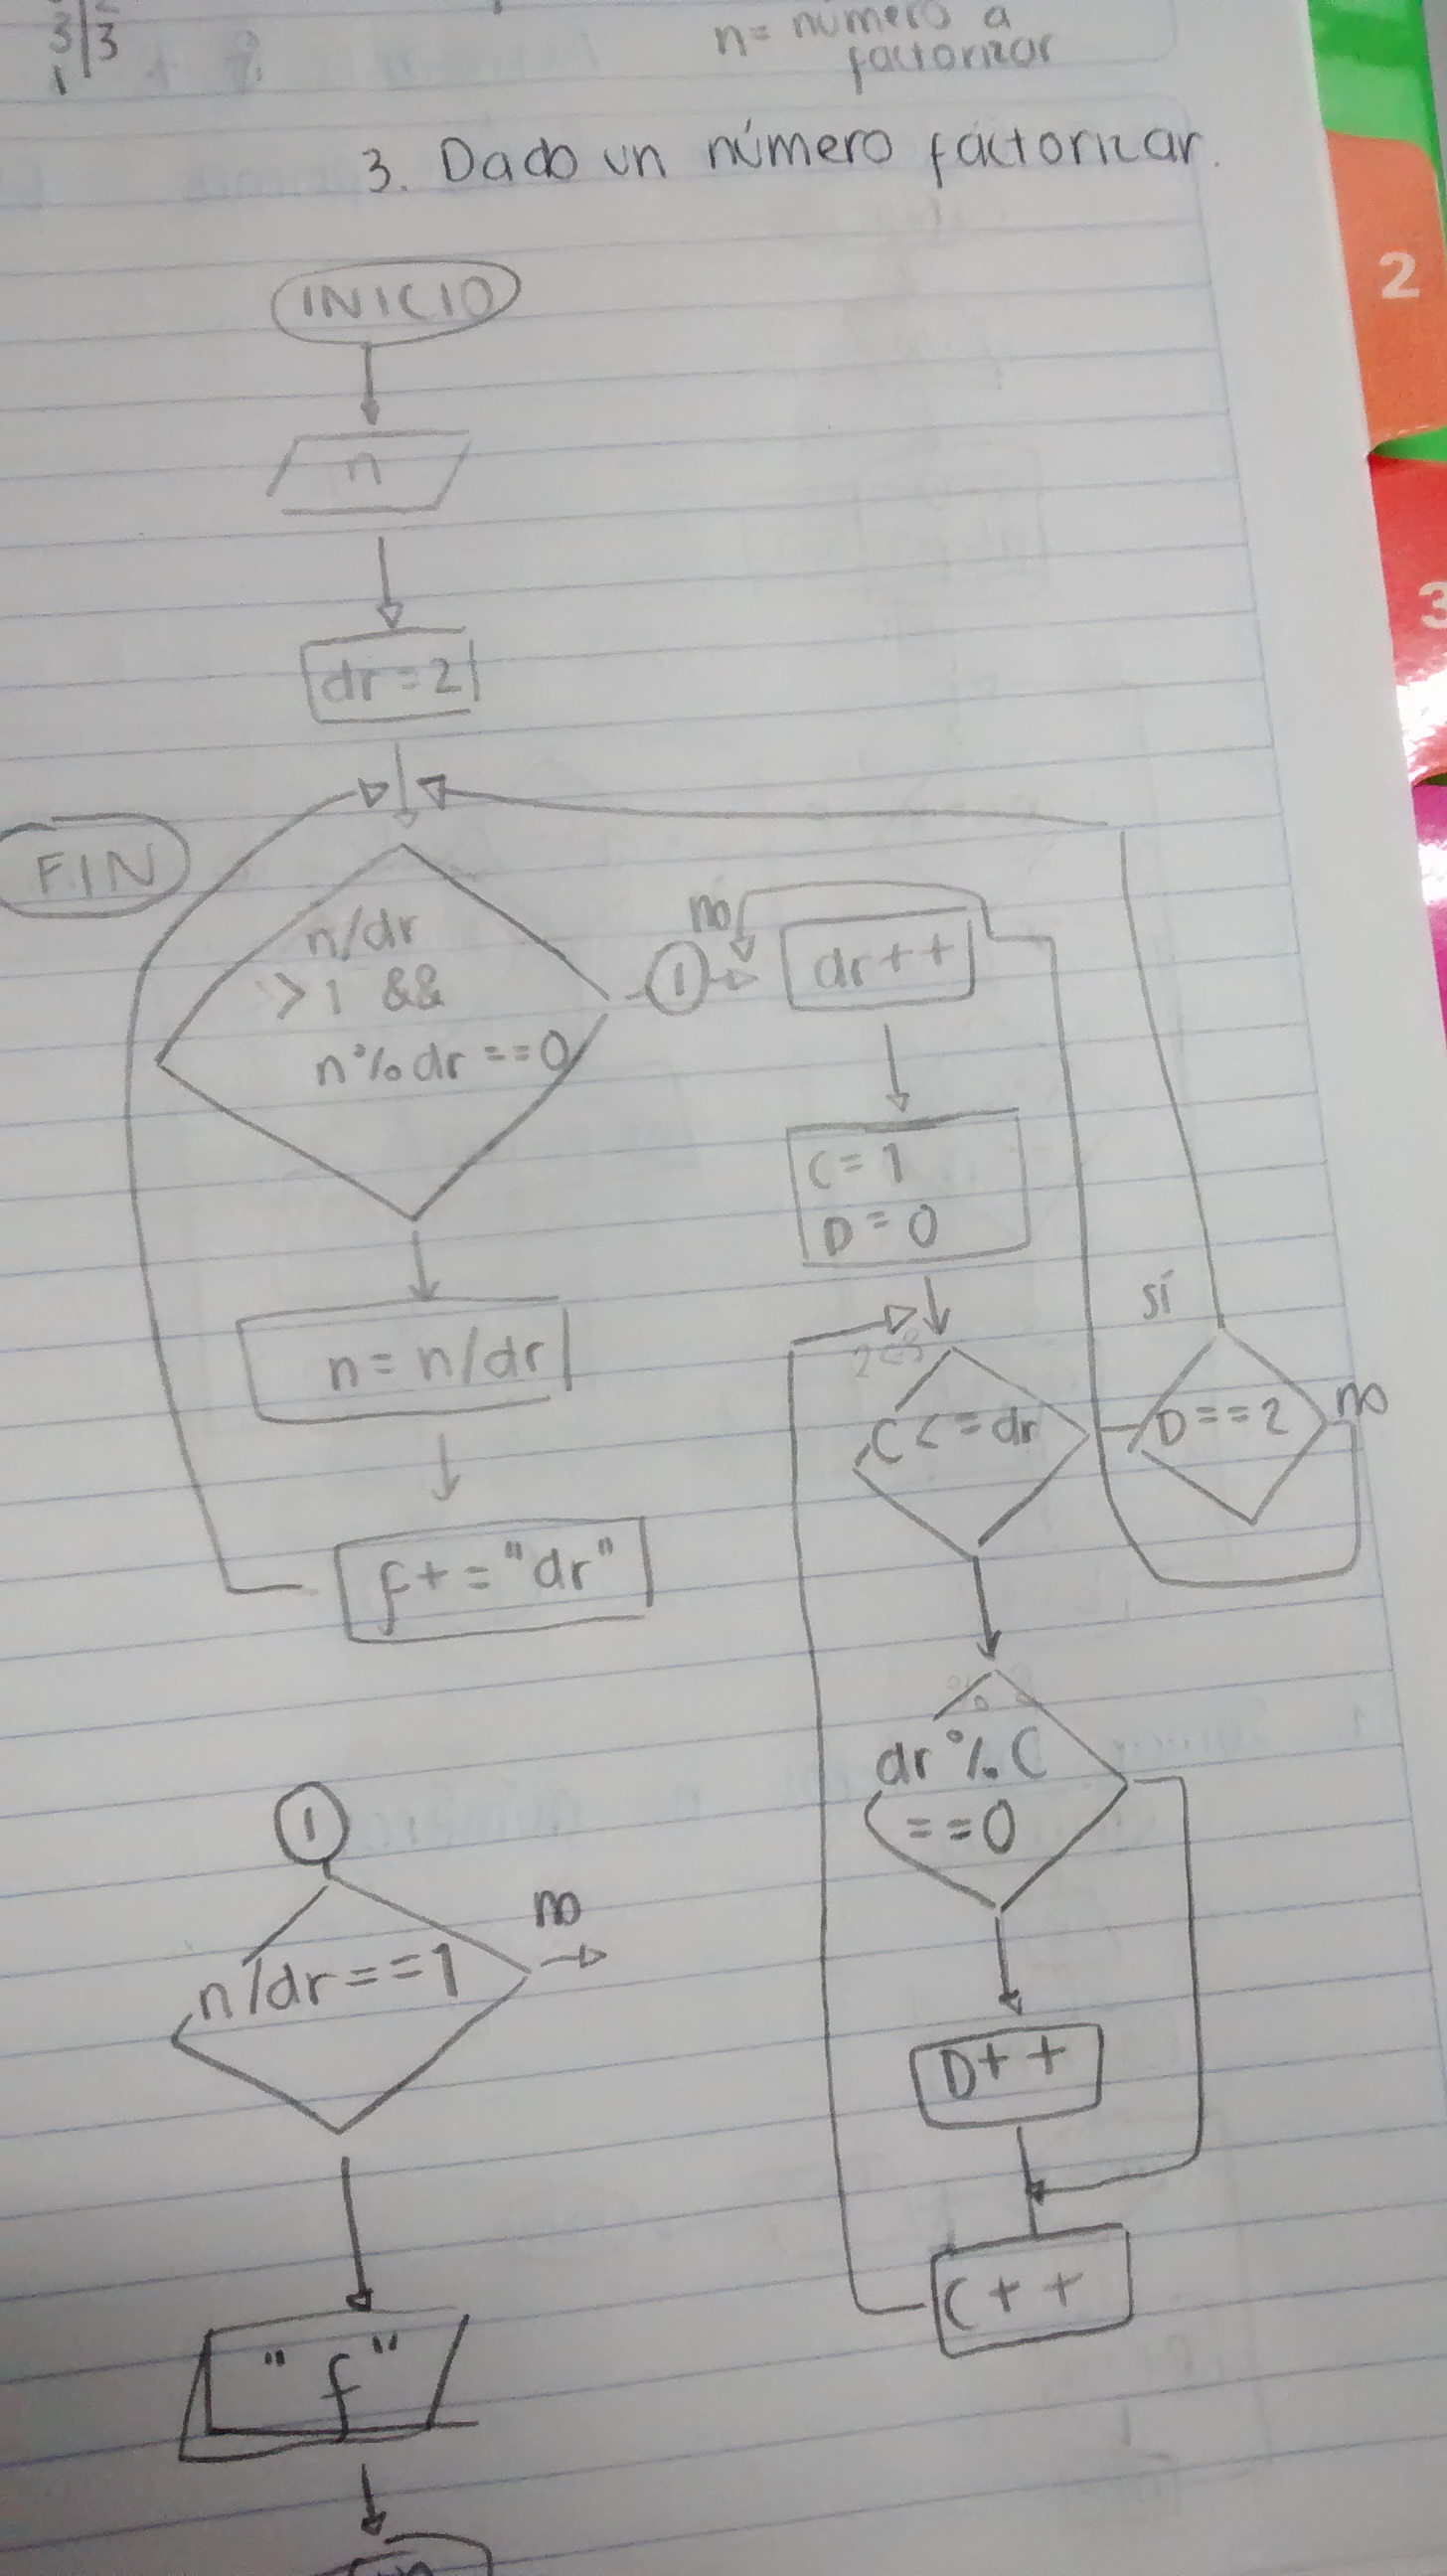 3|3
1
n= número a
factorizar
3. Dado un número factorizar.
2
3
INICIO
n
dr=2
FIN
n/dr
>1 &&
n%dr==0
1
no
dr++
C=1
D=0
n=n/dr
f+="dr"
C<=dr
sí
D==2
no
dr%C
==0
D++
C++
1
n/dr==1
no
"f"